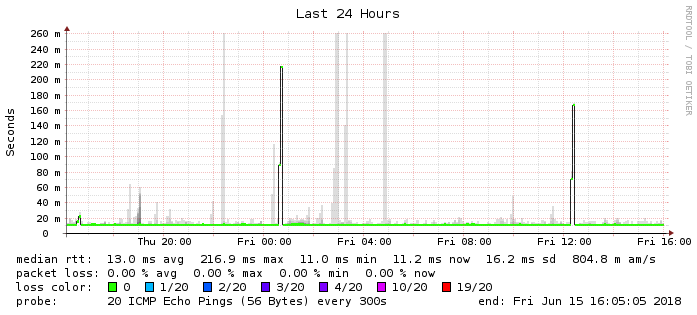 Last 24 Hours
RRDTOOL / TOBI OETIKER
Seconds
260 m
240 m
220 m
200 m
180 m
160 m
140 m
120 m
100 m
80 m
60 m
40 m
20 m
0
Thu 20:00 Fri 00:00 Fri 04:00 Fri 08:00 Fri 12:00 Fri 16:00
median rtt: 13.0 ms avg 216.9 ms max 11.0 ms min 11.2 ms now 16.2 ms sd 804.8 m am/s
packet loss: 0.00 % avg 0.00 % max 0.00 % min 0.00 % now
loss color: 0 1/20 2/20 3/20 4/20 10/20 19/20
probe: 20 ICMP Echo Pings (56 Bytes) every 300s end: Fri Jun 15 16:05:05 2018